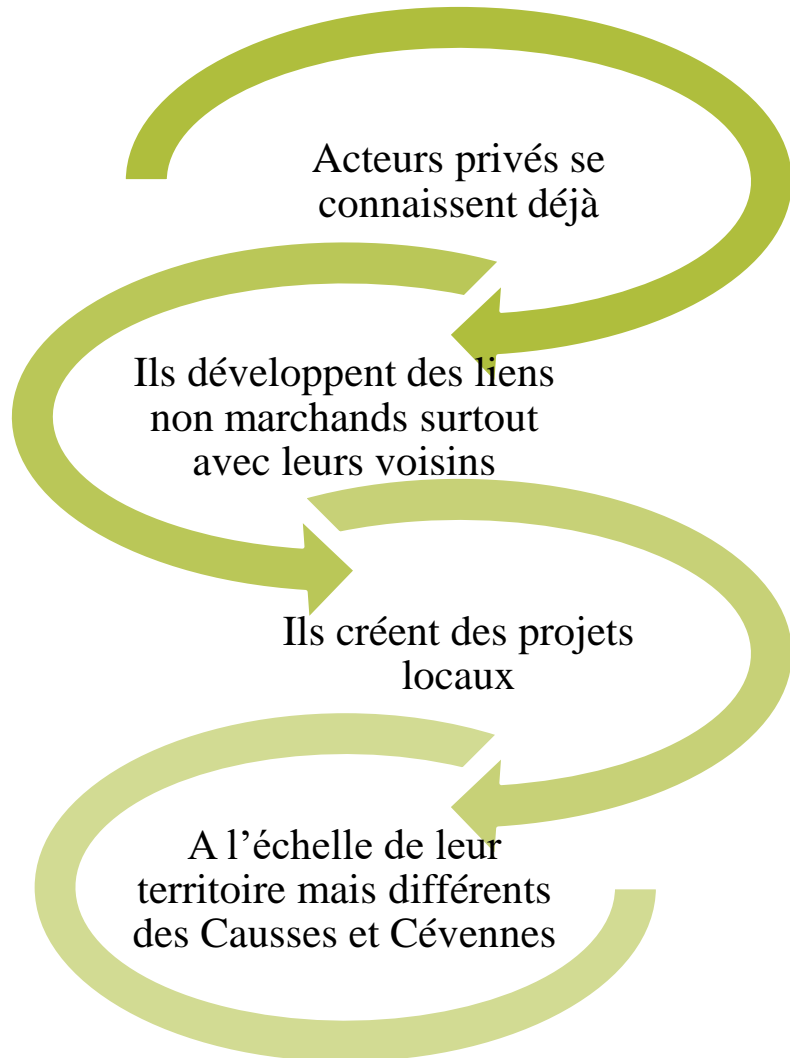 Acteurs privés se
connaissent déjà
Ils développent des liens
non marchands surtout
avec leurs voisins
Ils créent des projets
locaux
A l’échelle de leur
territoire mais différents
des Causses et Cévennes